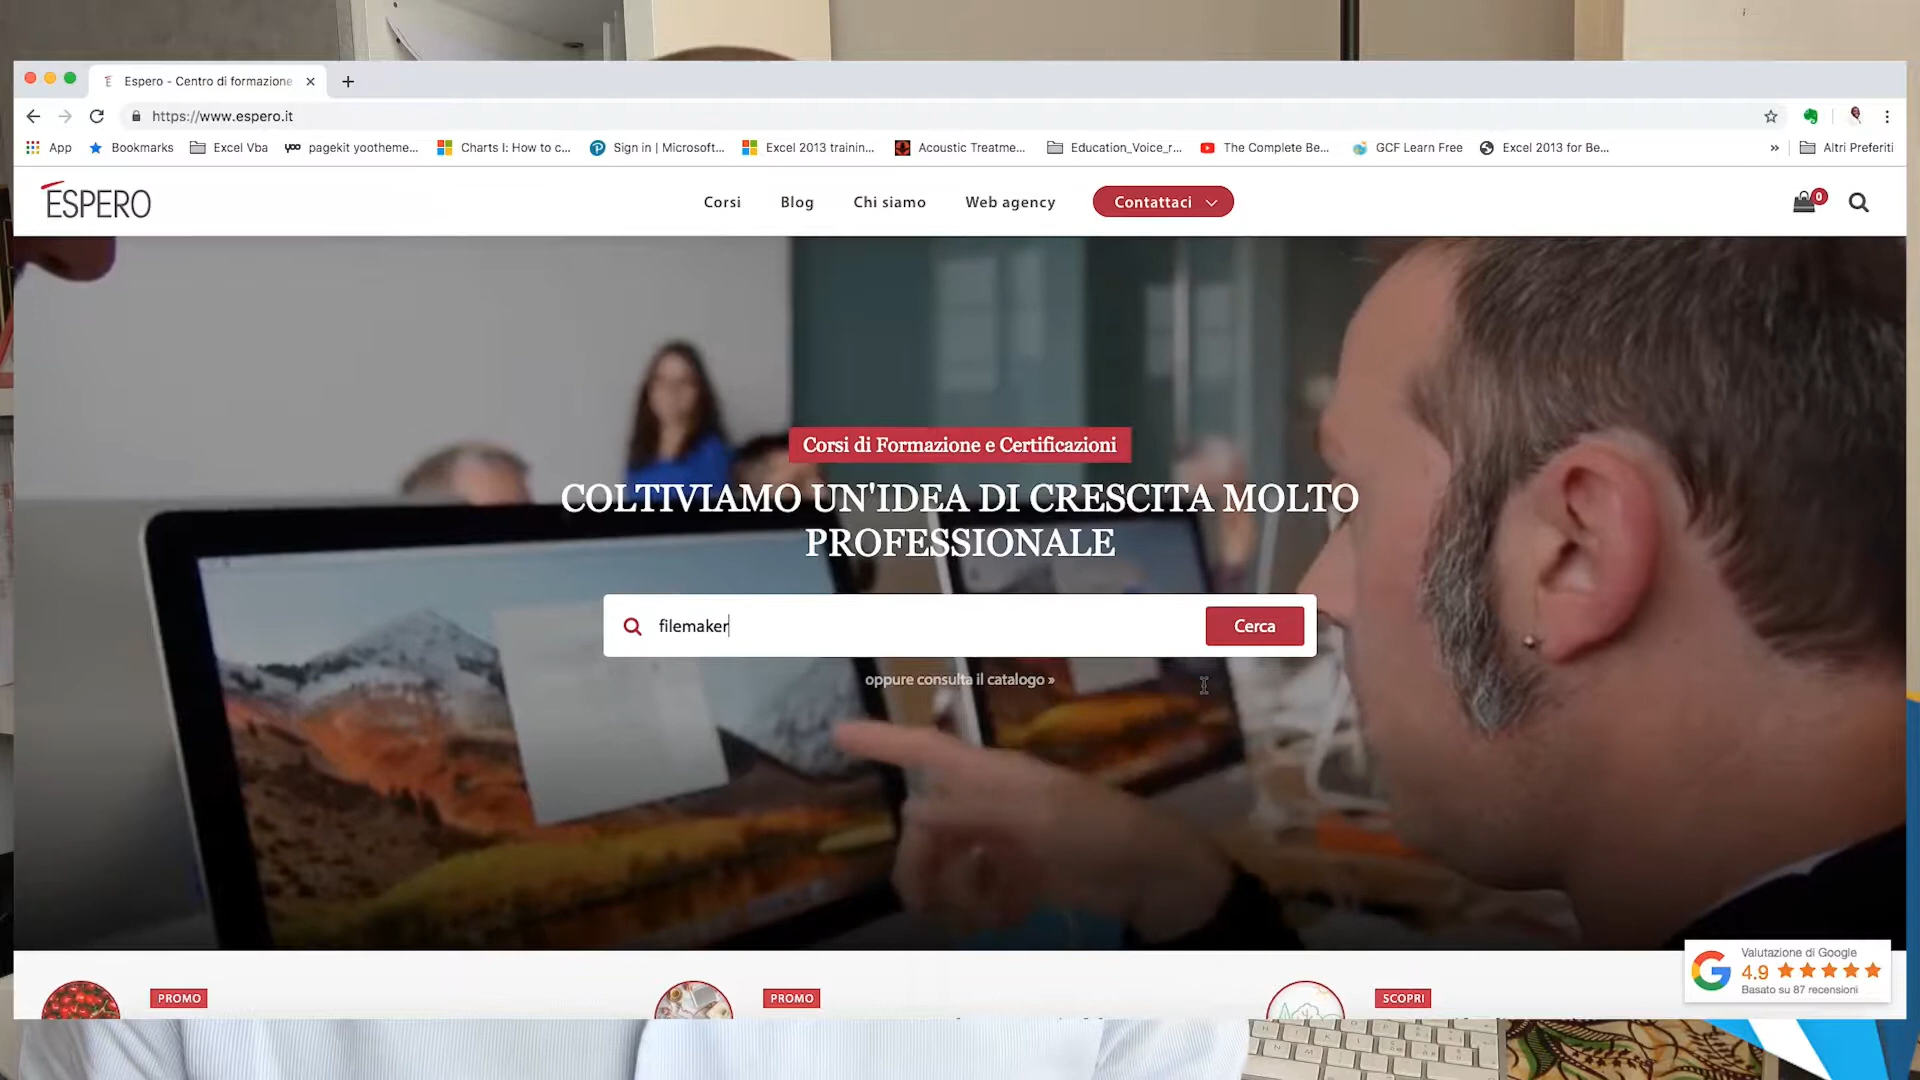 Espero - Centro di formazione
https://www.espero.it
App
Bookmarks
Excel Vba
yoo
pagekit yootheme...
Charts I: How to c...
Sign in | Microsoft...
Excel 2013 trainin...
Acoustic Treatme...
Education_Voice_r...
The Complete Be...
GCF Learn Free
Excel 2013 for Be...
»
Altri Preferiti
ESPERO
Corsi
Blog
Chi siamo
Web agency
Contattaci
0
Corsi di Formazione e Certificazioni
COLTIVIAMO UN'IDEA DI CRESCITA MOLTO
PROFESSIONALE
filemaker
Cerca
oppure consulta il catalogo »
Valutazione di Google
4.9
Basato su 87 recensioni
PROMO
PROMO
SCOPRI